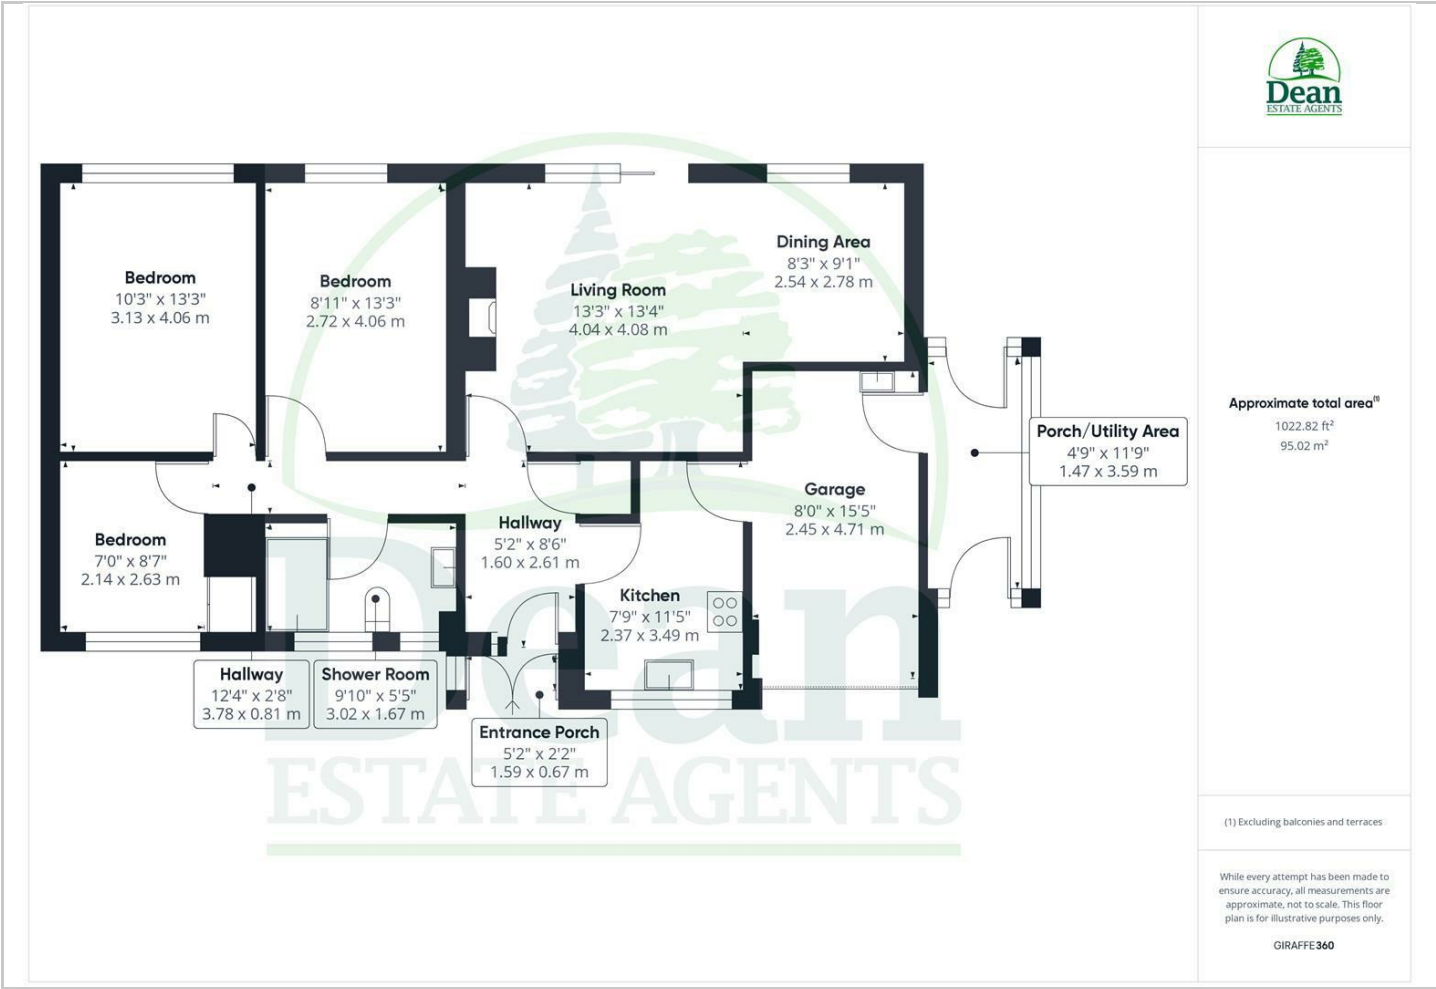 Dean
ESTATE AGENTS
Bedroom
10'3" x 13'3"
3.13 x 4.06 m
Bedroom
8'11" x 13'3"
2.72 x 4.06 m
Living Room
13'3" x 13'4"
4.04 x 4.08 m
Dining Area
8'3" x 9'1"
2.54 x 2.78 m
Porch/Utility Area
4'9" x 11'9"
1.47 x 3.59 m
Garage
8'0" x 15'5"
2.45 x 4.71 m
Bedroom
7'0" x 8'7"
2.14 x 2.63 m
Hallway
5'2" x 8'6"
1.60 x 2.61 m
Kitchen
7'9" x 11'5"
2.37 x 3.49 m
Hallway
12'4" x 2'8"
3.78 x 0.81 m
Shower Room
9'10" x 5'5"
3.02 x 1.67 m
Entrance Porch
5'2" x 2'2"
1.59 x 0.67 m
Dean
ESTATE AGENTS
Approximate total area(1)
1022.82 ft²
95.02 m²
(1) Excluding balconies and terraces
While every attempt has been made to
ensure accuracy, all measurements are
approximate, not to scale. This floor
plan is for illustrative purposes only.
GIRAFFE360